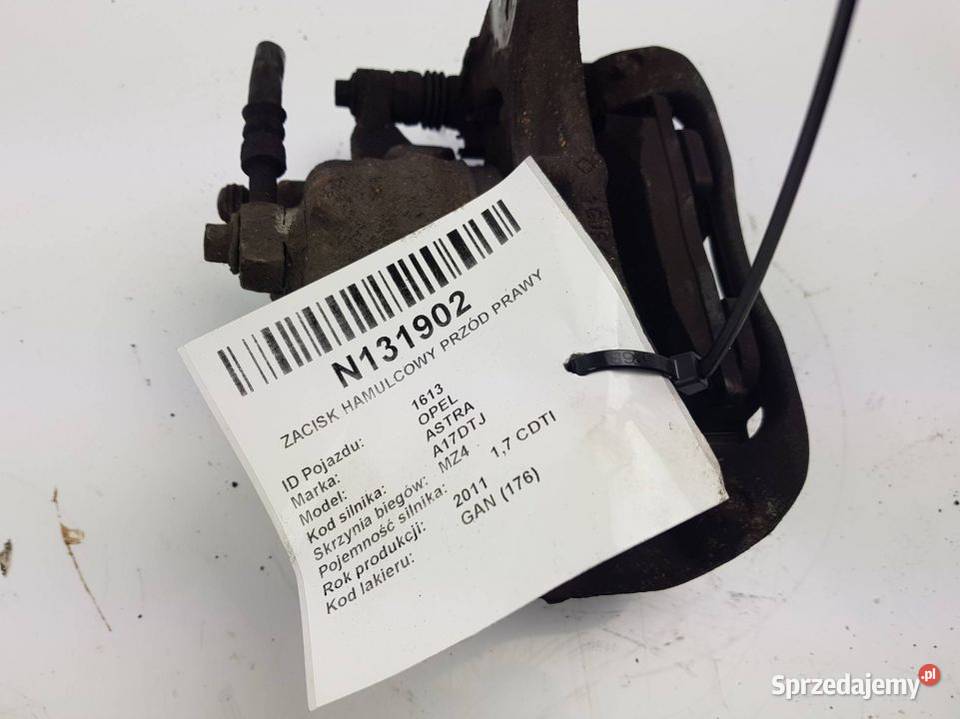 N131902
ZACISK HAMULCOWY PRZÓD PRAWY
ID Pojazdu: 1613
Marka: OPEL
Model: ASTRA
Kod silnika: A17DTJ
Skrzynia biegów: MZ4
Pojemność silnika: 1,7 CDTI
Rok produkcji: 2011
Kod lakieru: GAN (176)
Sprzedajemy.pl